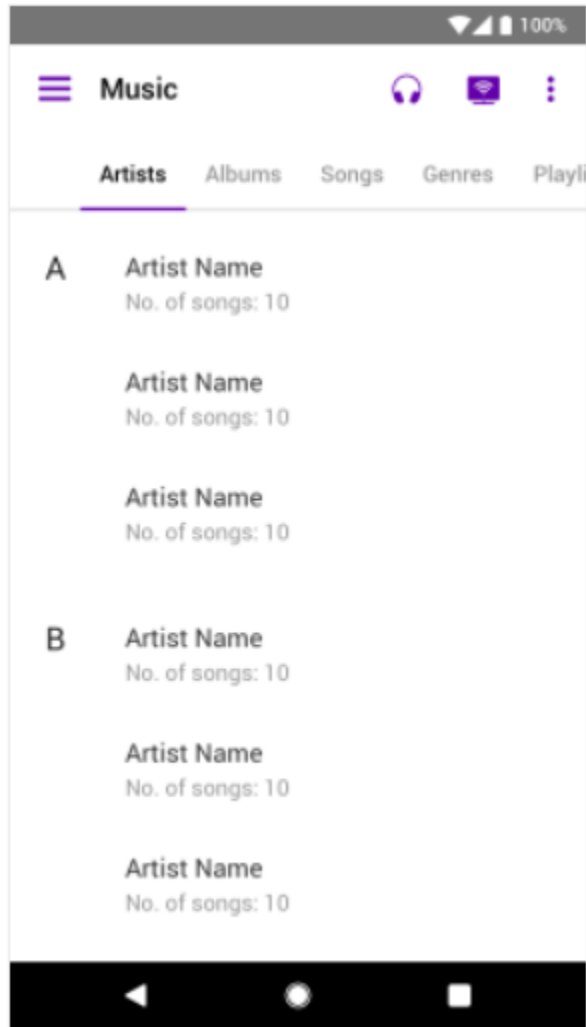 100%
Music
Artists Albums Songs Genres Playli
A Artist Name
No. of songs: 10
Artist Name
No. of songs: 10
Artist Name
No. of songs: 10
B Artist Name
No. of songs: 10
Artist Name
No. of songs: 10
Artist Name
No. of songs: 10